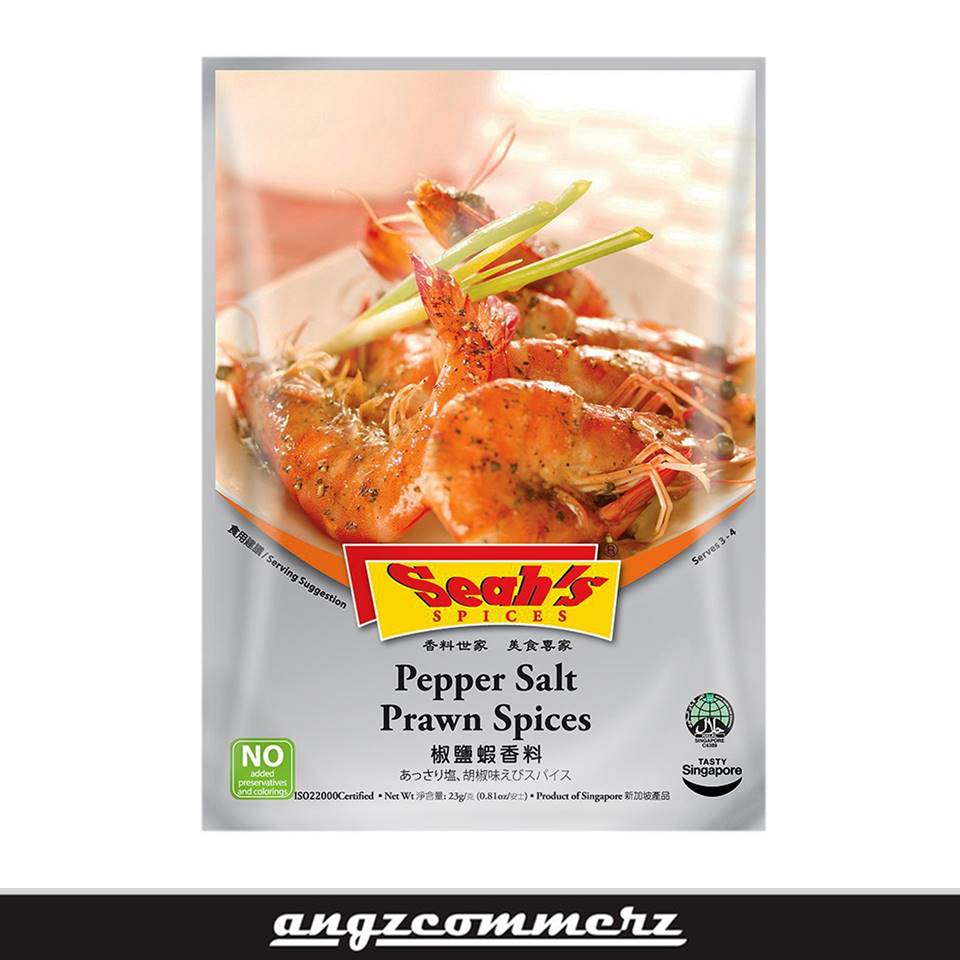 食用建議 / Serving Suggestion
Serves 3 - 4
Seah's ®
SPICES
香料世家 美食專家
Pepper Salt
Prawn Spices
椒鹽蝦香料
あっさり塩、胡椒味えびスパイス
NO
added
preservatives
and colorings
حلال
HALAL
SINGAPORE
C4389
TASTY
Singapore
ISO22000Certified • Net Wt 淨含量: 23g/克 (0.81oz/安士) • Product of Singapore 新加坡產品
angzcommerz